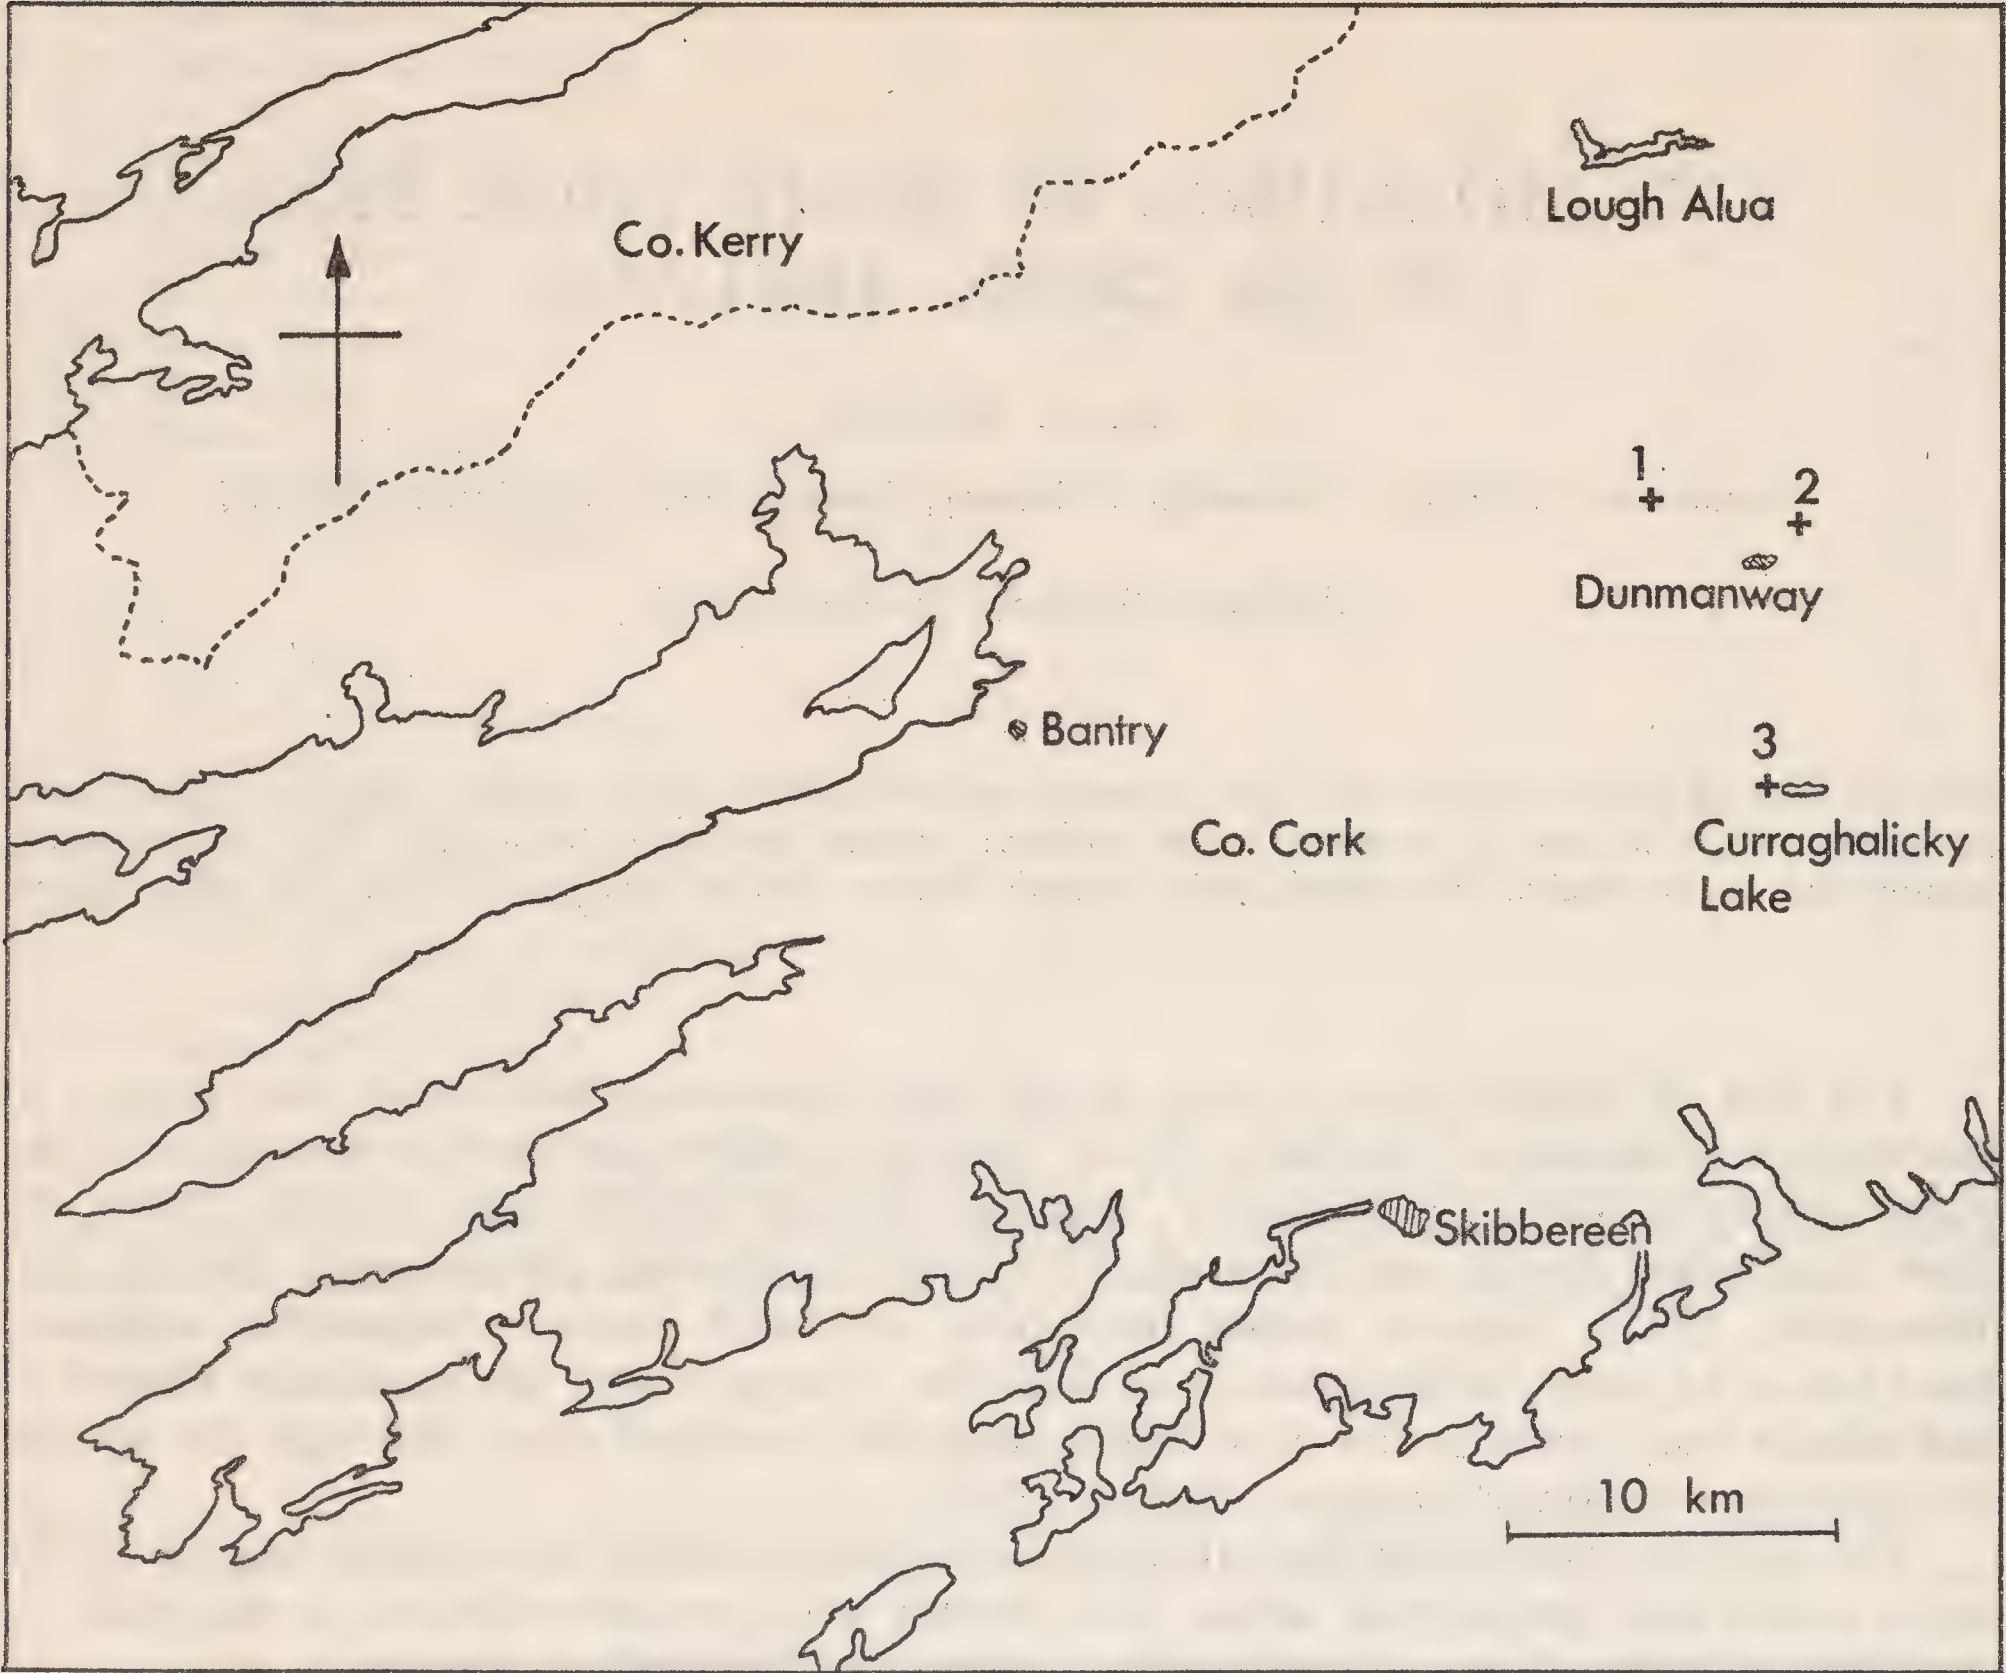 Lough Alua
Co. Kerry
1
2
Dunmanway
Bantry
3
Co. Cork
Curraghalicky
Lake
Skibbereen
10 km